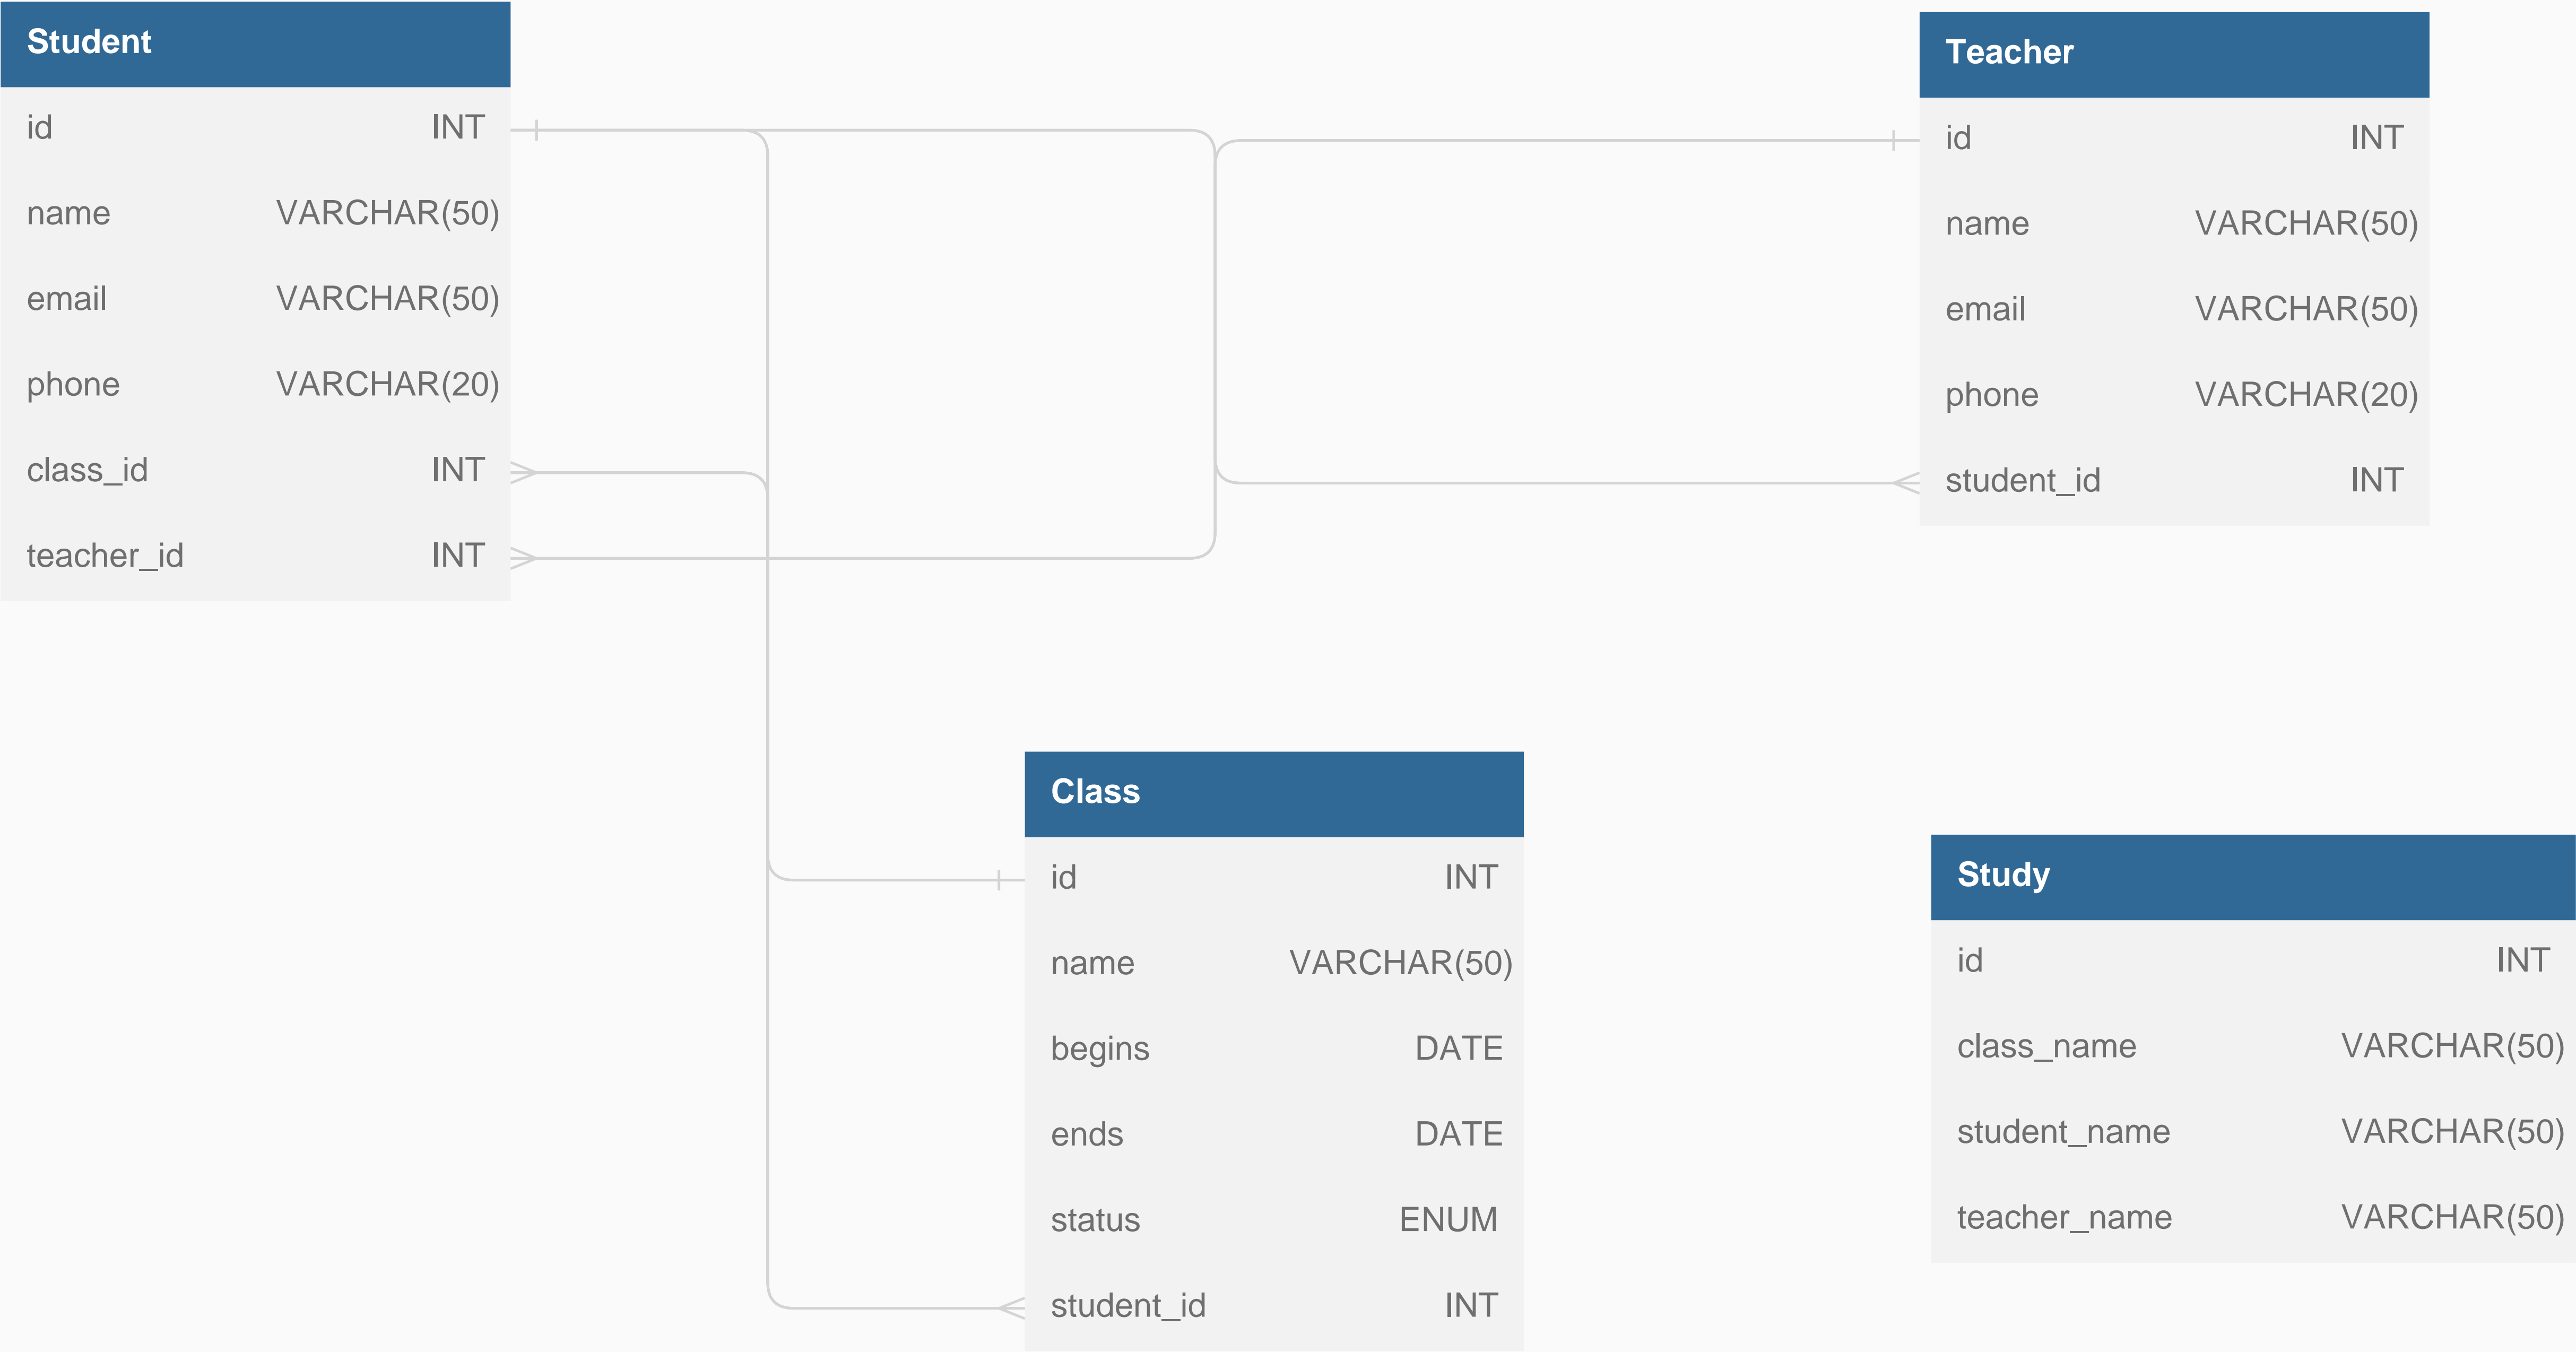 Student
id INT
name VARCHAR(50)
email VARCHAR(50)
phone VARCHAR(20)
class_id INT
teacher_id INT
Teacher
id INT
name VARCHAR(50)
email VARCHAR(50)
phone VARCHAR(20)
student_id INT
Class
id INT
name VARCHAR(50)
begins DATE
ends DATE
status ENUM
student_id INT
Study
id INT
class_name VARCHAR(50)
student_name VARCHAR(50)
teacher_name VARCHAR(50)